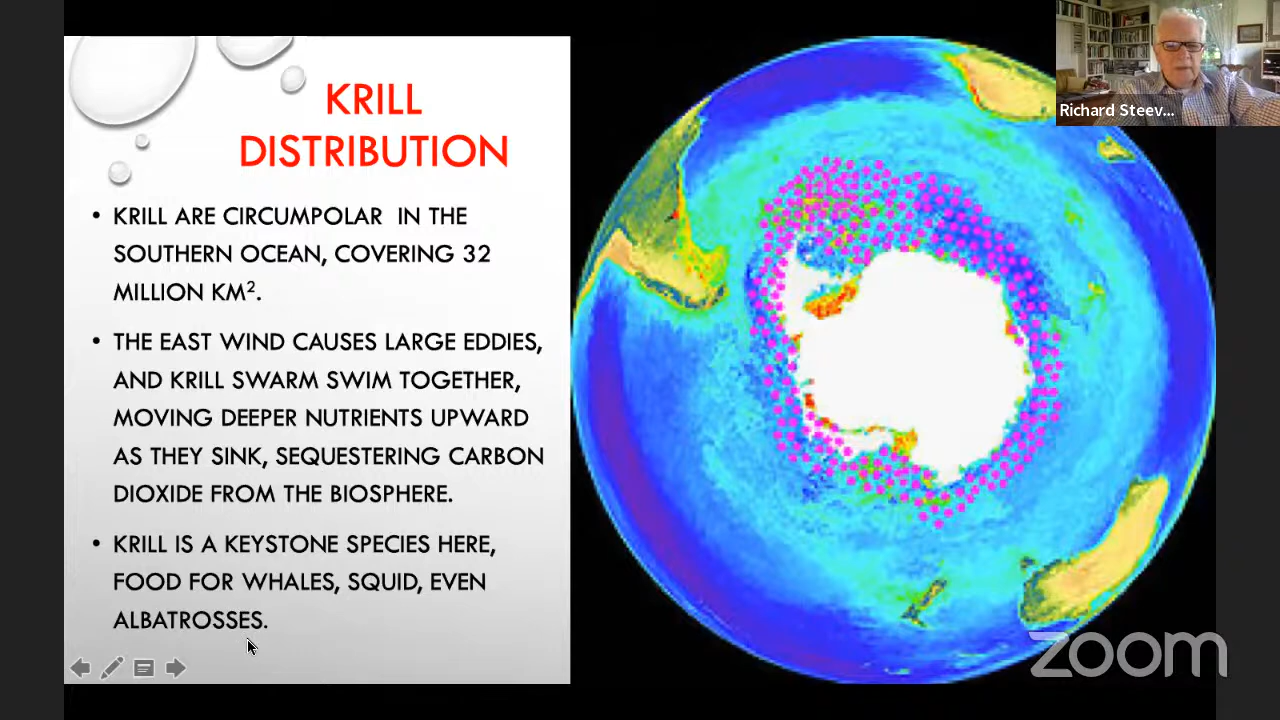 KRILL
DISTRIBUTION
• KRILL ARE CIRCUMPOLAR IN THE
SOUTHERN OCEAN, COVERING 32
MILLION KM².
• THE EAST WIND CAUSES LARGE EDDIES,
AND KRILL SWARM SWIM TOGETHER,
MOVING DEEPER NUTRIENTS UPWARD
AS THEY SINK, SEQUESTERING CARBON
DIOXIDE FROM THE BIOSPHERE.
• KRILL IS A KEYSTONE SPECIES HERE,
FOOD FOR WHALES, SQUID, EVEN
ALBATROSSES.
Richard Steev...
zoom